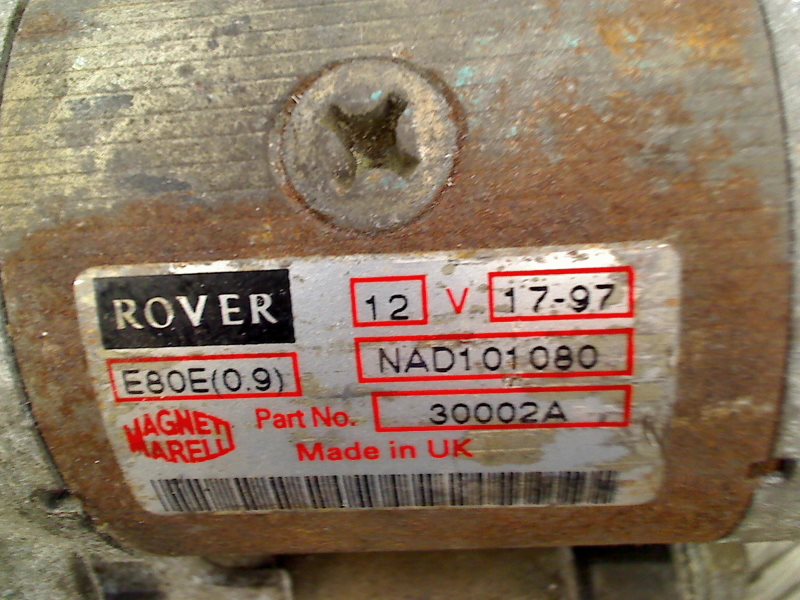 ROVER
12 V 17-97
E80E(0.9)
NAD101080
MAGNETI MARELLI
Part No. 30002A
Made in UK